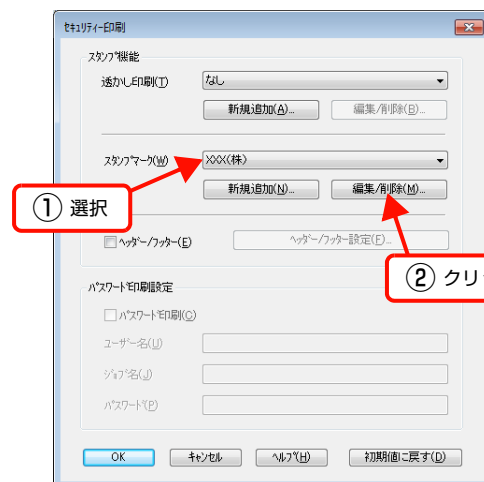 セキュリティー印刷
スタンプ機能
透かし印刷(T) なし
新規追加(A)... 編集/削除(B)...
スタンプマーク(W) XXX(株)
新規追加(N)... 編集/削除(M)...
① 選択
ヘッダー/フッター(E) ヘッダー/フッター設定(F)...
② クリ
パスワード印刷設定
パスワード印刷(C)
ユーザー名(U)
ジョブ名(J)
パスワード(P)
OK キャンセル ヘルプ(H) 初期値に戻す(D)